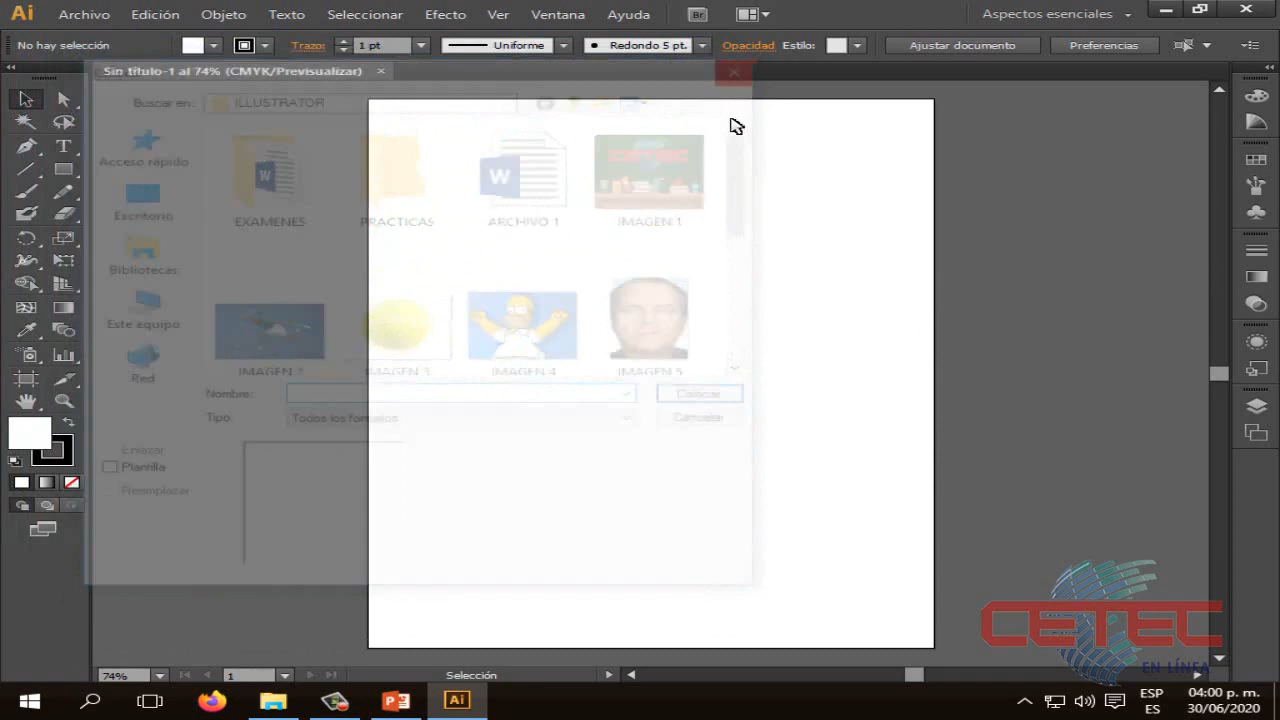 Ai Archivo Edición Objeto Texto Seleccionar Efecto Ver Ventana Ayuda Br Aspectos esenciales
No hay selección Trazo: 1 pt Uniforme Redondo 5 pt. Opacidad Estilo: Ajustar documento Preferencias
Sin título-1 al 74% (CMYK/Previsualizar) ×
Buscar en: ILLUSTRATOR
Acceso rápido
Escritorio
Bibliotecas
Este equipo
Red
CETEC
EXAMENES PRACTICAS ARCHIVO 1 IMAGEN 1
IMAGEN 2 IMAGEN 3 IMAGEN 4 IMAGEN 5
Nombre: Colocar
Tipo: Todos los formatos Cancelar
Enlazar
Plantilla
Reemplazar
CETEC
EN LÍNEA
74% 1 Selección
Ai ESP 04:00 p. m.
ES 30/06/2020